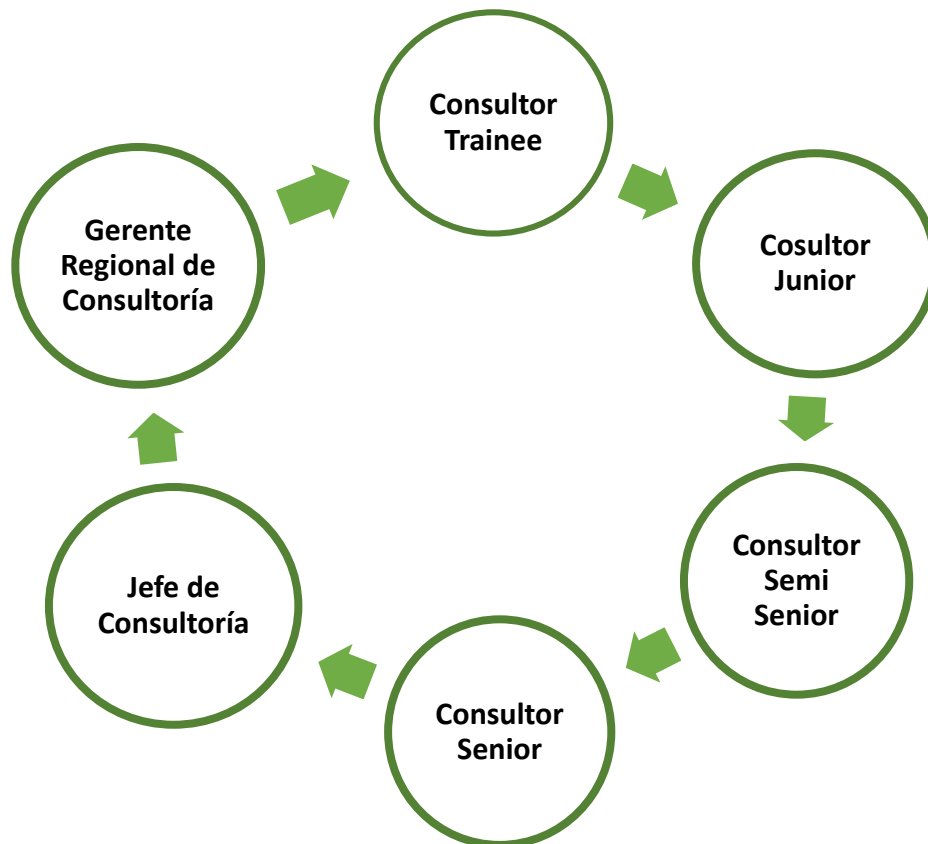 Consultor
Trainee
Cosultor
Junior
Consultor
Semi
Senior
Consultor
Senior
Jefe de
Consultoría
Gerente
Regional de
Consultoría